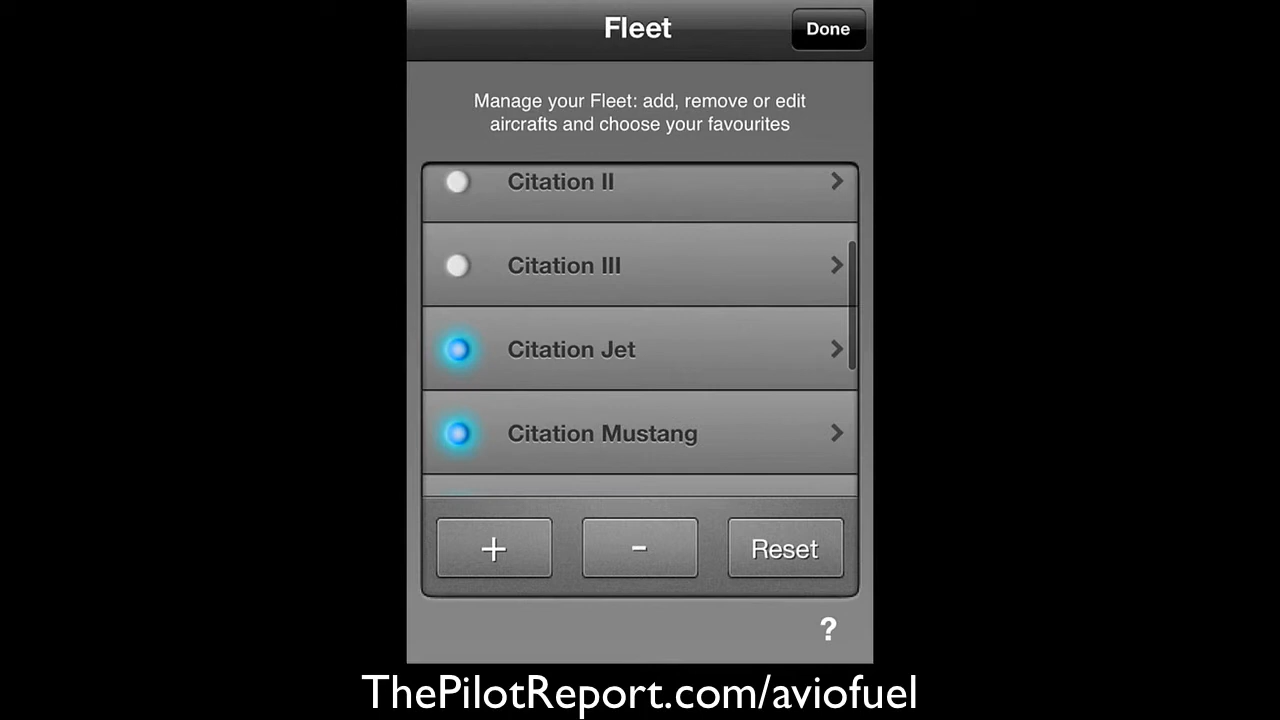 Fleet
Done
Manage your Fleet: add, remove or edit
aircrafts and choose your favourites
Citation II
Citation III
Citation Jet
Citation Mustang
+ - Reset
?
ThePilotReport.com/aviofuel